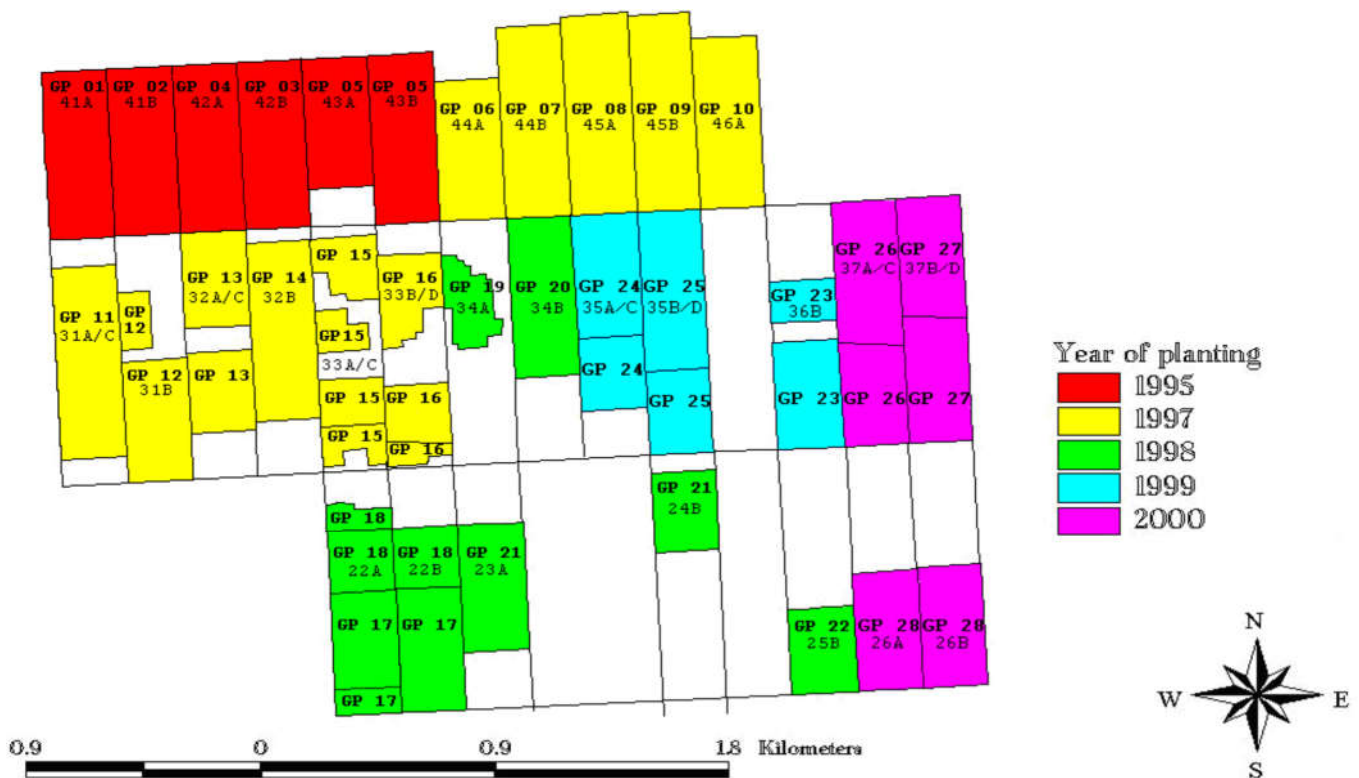 GP 01
41A
GP 02
41B
GP 04
42A
GP 03
42B
GP 05
43A
GP 05
43B
GP 06
44A
GP 07
44B
GP 08
45A
GP 09
45B
GP 10
46A
GP 11
31A/C
GP
12
GP 12
31B
GP 13
32A/C
GP 13
GP 14
32B
GP 15
GP15
33A/C
GP 15
GP 15
GP 16
33B/D
GP 16
GP 16
GP 19
34A
GP 20
34B
GP 24
35A/C
GP 24
GP 25
35B/D
GP 25
GP 23
36B
GP 23
GP 26
37A/C
GP 26
GP 27
37B/D
GP 27
GP 18
GP 18
22A
GP 18
22B
GP 21
23A
GP 17
GP 17
GP 17
GP 21
24B
GP 22
25B
GP 28
26A
GP 28
26B
Year of planting
1995
1997
1998
1999
2000
N
W
E
S
0.9 0 0.9 1.8 Kilometers